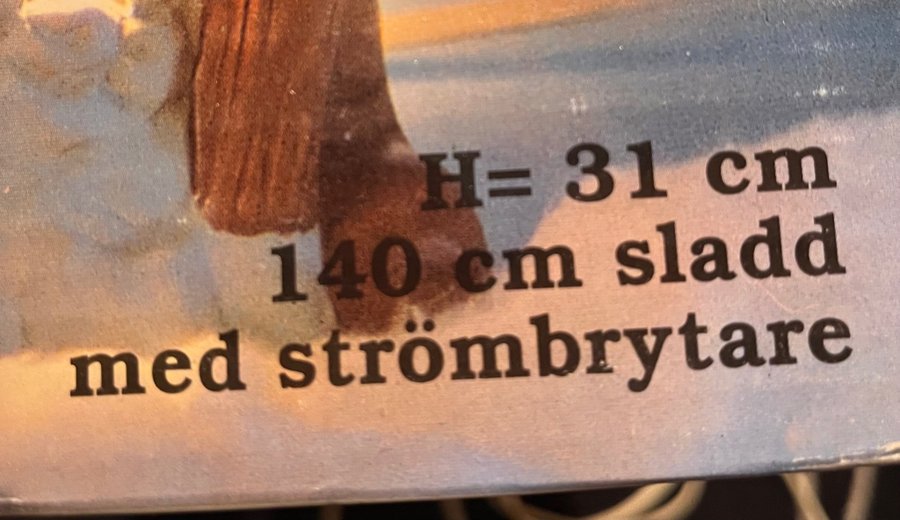 H= 31 cm
140 cm sladd
med strömbrytare